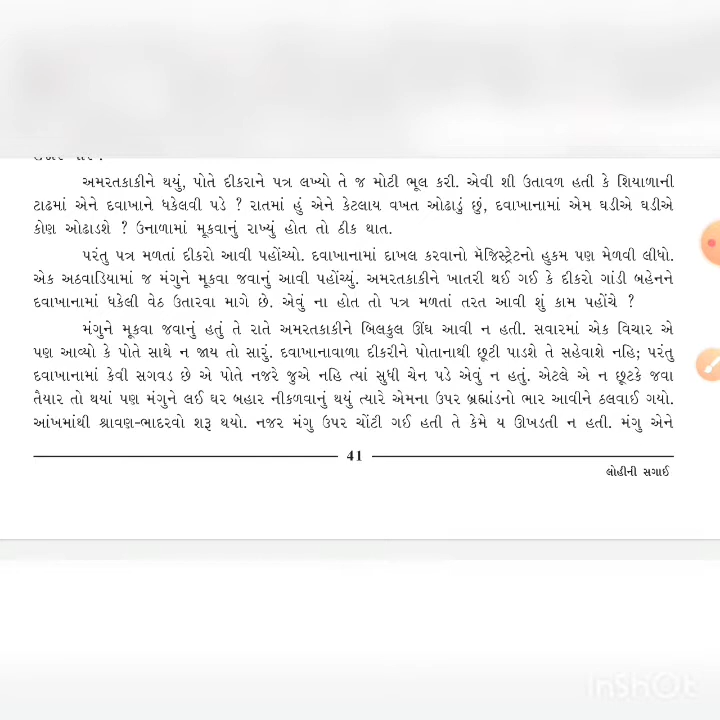 અમરતકાકીને થયું, પોતે દીકરાને પત્ર લખ્યો તે જ મોટી ભૂલ કરી. એવી શી ઉતાવળ હતી કે શિયાળાની
ટાઢમાં એને દવાખાને ધકેલવી પડે ? રાતમાં હું એને કેટલાય વખત ઓઢાડું છું, દવાખાનામાં એમ ઘડીએ ઘડીએ
કોણ ઓઢાડશે ? ઉનાળામાં મૂકવાનું રાખ્યું હોત તો ઠીક થાત.
પરંતુ પત્ર મળતાં દીકરો આવી પહોંચ્યો. દવાખાનામાં દાખલ કરવાનો મૅજિસ્ટ્રેટનો હુકમ પણ મેળવી લીધો.
એક અઠવાડિયામાં જ મંગુને મૂકવા જવાનું આવી પહોંચ્યું. અમરતકાકીને ખાતરી થઈ ગઈ કે દીકરો ગાંડી બહેનને
દવાખાનામાં ધકેલી વેઠ ઉતારવા માગે છે. એવું ના હોત તો પત્ર મળતાં તરત આવી શું કામ પહોંચે ?
મંગુને મૂકવા જવાનું હતું તે રાતે અમરતકાકીને બિલકુલ ઊંઘ આવી ન હતી. સવારમાં એક વિચાર એ
પણ આવ્યો કે પોતે સાથે ન જાય તો સારું. દવાખાનાવાળા દીકરીને પોતાનાથી છૂટી પાડશે તે સહેવાશે નહિ; પરંતુ
દવાખાનામાં કેવી સગવડ છે એ પોતે નજરે જુએ નહિ ત્યાં સુધી ચેન પડે એવું ન હતું. એટલે એ ન છૂટકે જવા
તૈયાર તો થયાં પણ મંગુને લઈ ઘર બહાર નીકળવાનું થયું ત્યારે એમના ઉપર બ્રહ્માંડનો ભાર આવીને ઠલવાઈ ગયો.
આંખમાંથી શ્રાવણ-ભાદરવો શરૂ થયો. નજર મંગુ ઉપર ચોંટી ગઈ હતી તે કેમે ય ઊખડતી ન હતી. મંગુ એને
41
લોહીની સગાઈ
InShOt